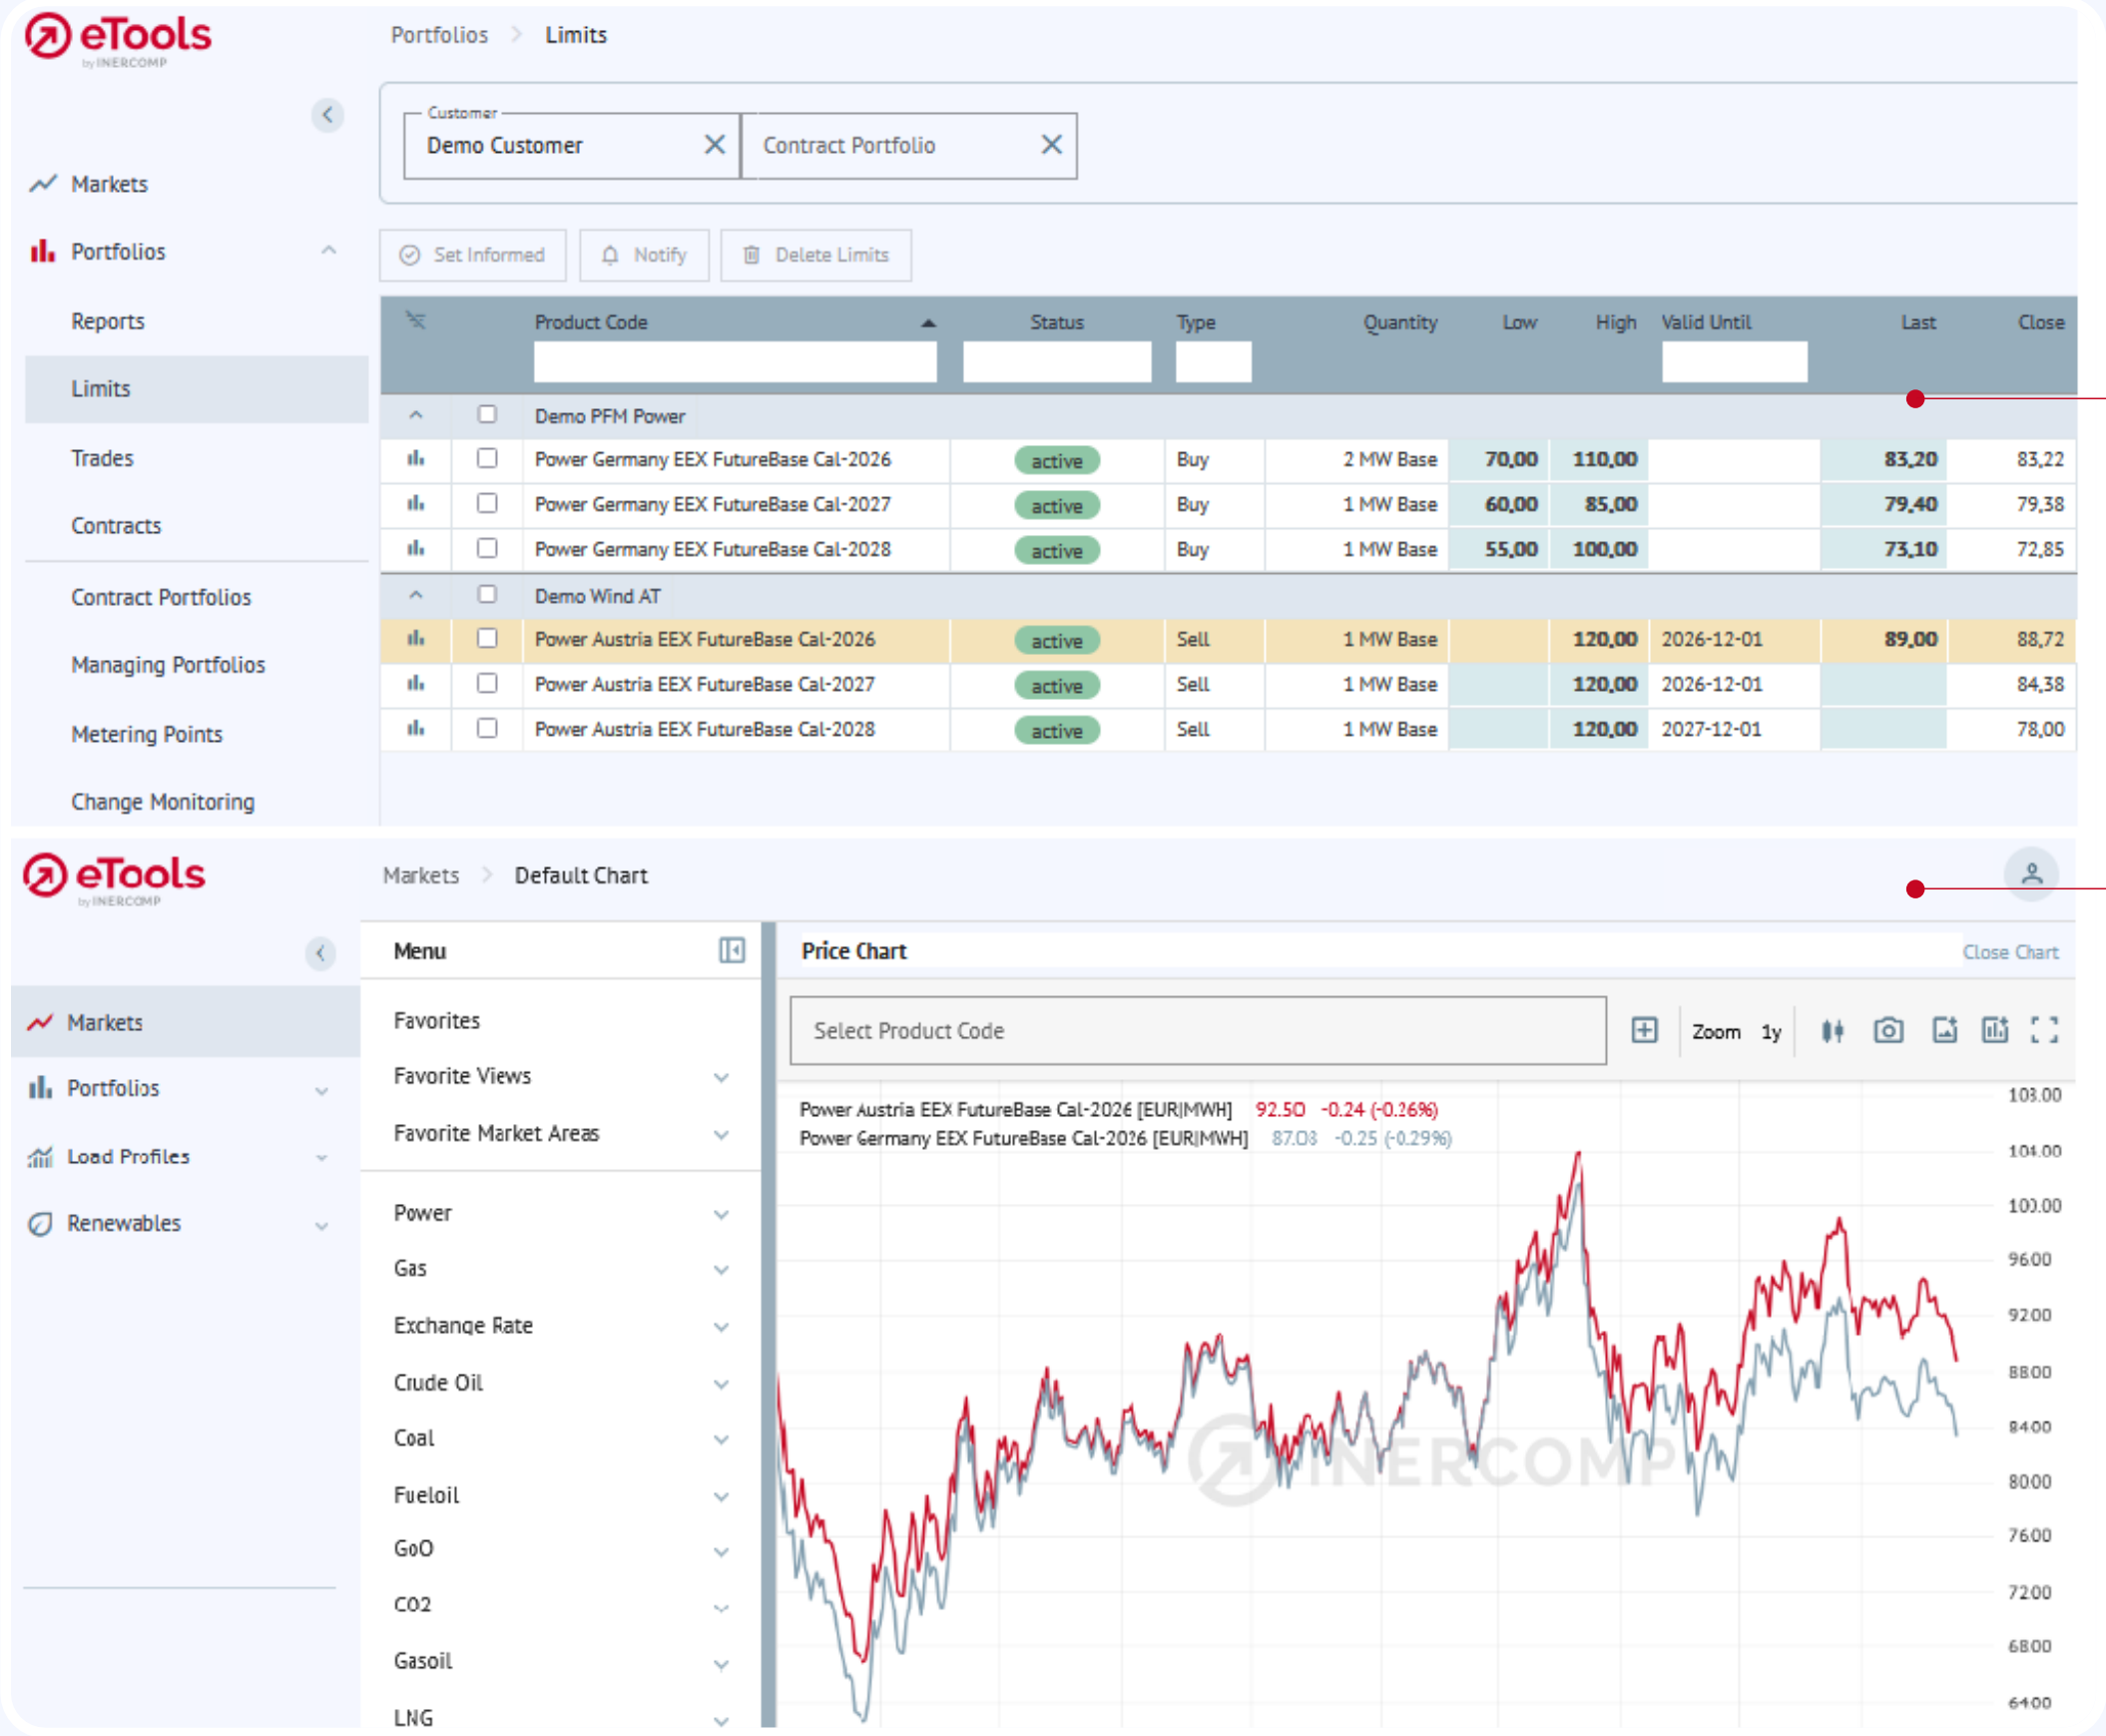 eTools
by INERCOMP
Portfolios > Limits
Customer
Demo Customer
Contract Portfolio
Markets
Portfolios
Reports
Limits
Trades
Contracts
Contract Portfolios
Managing Portfolios
Metering Points
Change Monitoring
Set Informed Notify Delete Limits
Product Code Status Type Quantity Low High Valid Until Last Close
Demo PFM Power
Power Germany EEX FutureBase Cal-2026 active Buy 2 MW Base 70,00 110,00 83,20 83,22
Power Germany EEX FutureBase Cal-2027 active Buy 1 MW Base 60,00 85,00 79,40 79,38
Power Germany EEX FutureBase Cal-2028 active Buy 1 MW Base 55,00 100,00 73,10 72,85
Demo Wind AT
Power Austria EEX FutureBase Cal-2026 active Sell 1 MW Base 120,00 2026-12-01 89,00 88,72
Power Austria EEX FutureBase Cal-2027 active Sell 1 MW Base 120,00 2026-12-01 84,38
Power Austria EEX FutureBase Cal-2028 active Sell 1 MW Base 120,00 2027-12-01 78,00
eTools
by INERCOMP
Markets > Default Chart
Markets
Portfolios
Load Profiles
Renewables
Menu
Favorites
Favorite Views
Favorite Market Areas
Power
Gas
Exchange Rate
Crude Oil
Coal
Fueloil
GoO
CO2
Gasoil
LNG
Price Chart
Close Chart
Select Product Code
Zoom 1y
Power Austria EEX FutureBase Cal-2026 [EUR|MWH] 92.50 -0.24 (-0.26%)
Power Germany EEX FutureBase Cal-2026 [EUR|MWH] 87.08 -0.25 (-0.29%)
108.00
104.00
100.00
96.00
92.00
88.00
84.00
80.00
76.00
72.00
68.00
64.00
INERCOMP